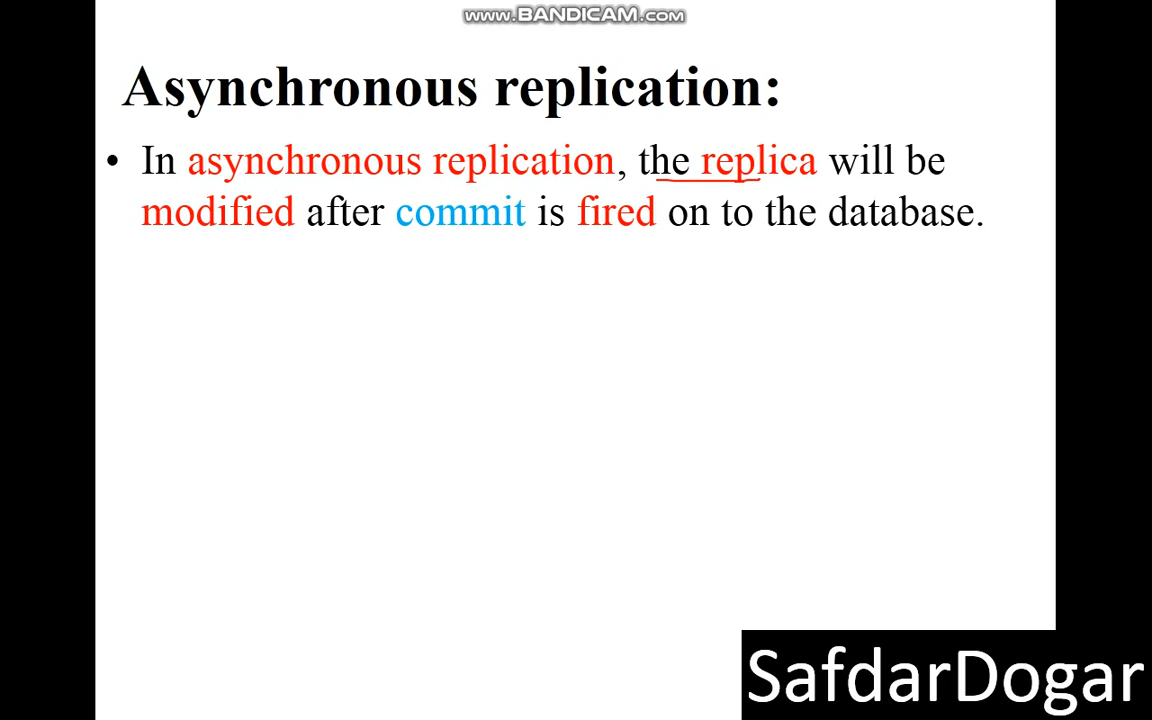 www.BANDICAM.com
Asynchronous replication:
• In asynchronous replication, the replica will be
modified after commit is fired on to the database.
SafdarDogar